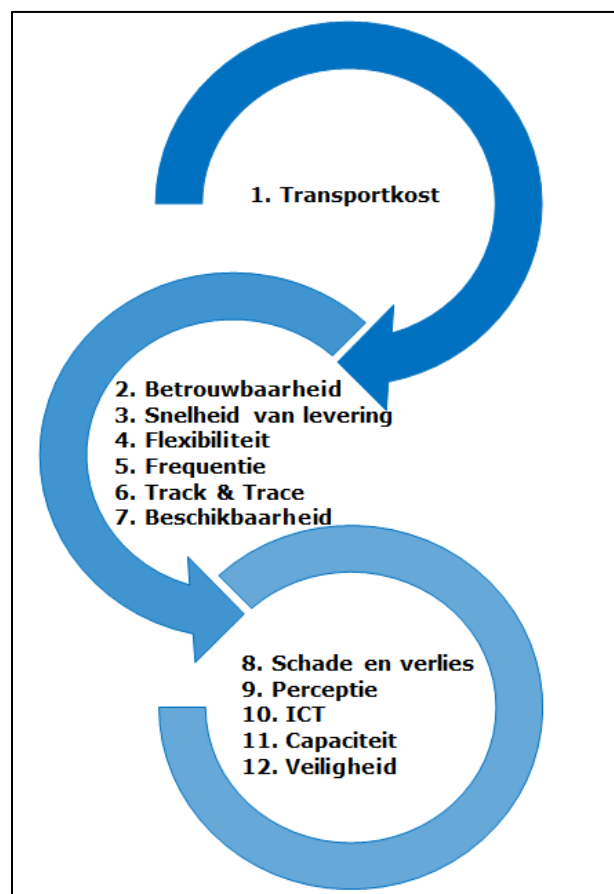 1. Transportkost
2. Betrouwbaarheid
3. Snelheid van levering
4. Flexibiliteit
5. Frequentie
6. Track & Trace
7. Beschikbaarheid
8. Schade en verlies
9. Perceptie
10. ICT
11. Capaciteit
12. Veiligheid